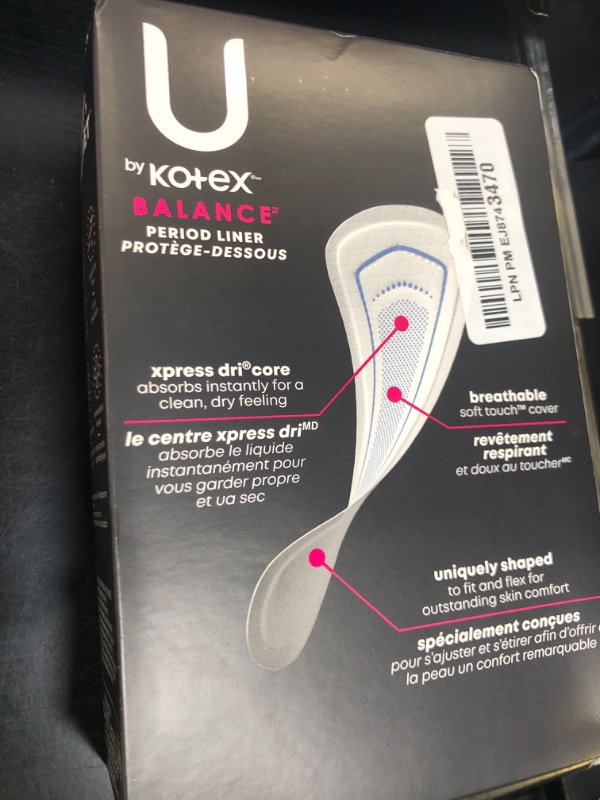 U
by Kotex®™
BALANCE™
PERIOD LINER
PROTÈGE-DESSOUS
LPN PM EJ8743470
xpress dri® core
absorbs instantly for a
clean, dry feeling
le centre xpress driMD
absorbe le liquide
instantanément pour
vous garder propre
et ua sec
breathable
soft touch™ cover
revêtement
respirant
et doux au toucherMC
uniquely shaped
to fit and flex for
outstanding skin comfort
spécialement conçues
pour s'ajuster et s'étirer afin d'offrir
la peau un confort remarquable